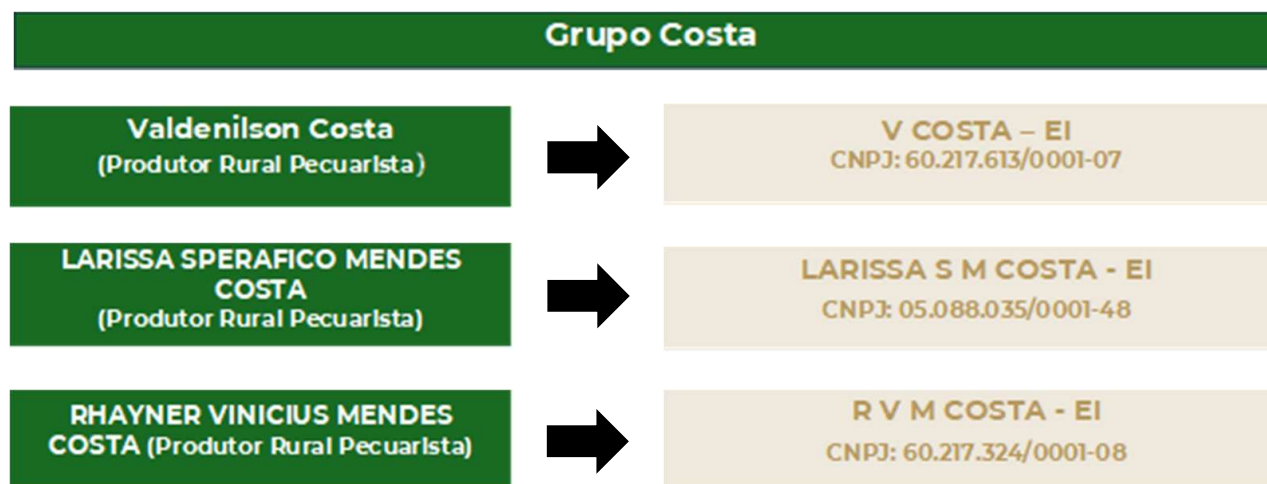 Grupo Costa
Valdenilson Costa
(Produtor Rural Pecuarista)
V COSTA – EI
CNPJ: 60.217.613/0001-07
LARISSA SPERAFICO MENDES
COSTA
(Produtor Rural Pecuarista)
LARISSA S M COSTA - EI
CNPJ: 05.088.035/0001-48
RHAYNER VINICIUS MENDES
COSTA (Produtor Rural Pecuarista)
R V M COSTA - EI
CNPJ: 60.217.324/0001-08